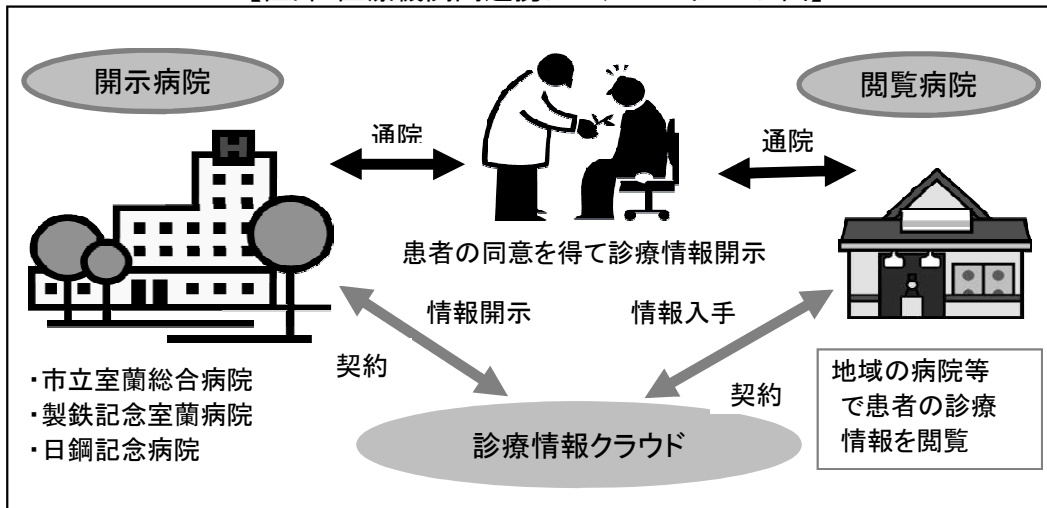 開示病院
閲覧病院
通院
通院
患者の同意を得て診療情報開示
情報開示
情報入手
契約
契約
・市立室蘭総合病院
・製鉄記念室蘭病院
・日鋼記念病院
診療情報クラウド
地域の病院等
で患者の診療
情報を閲覧
H